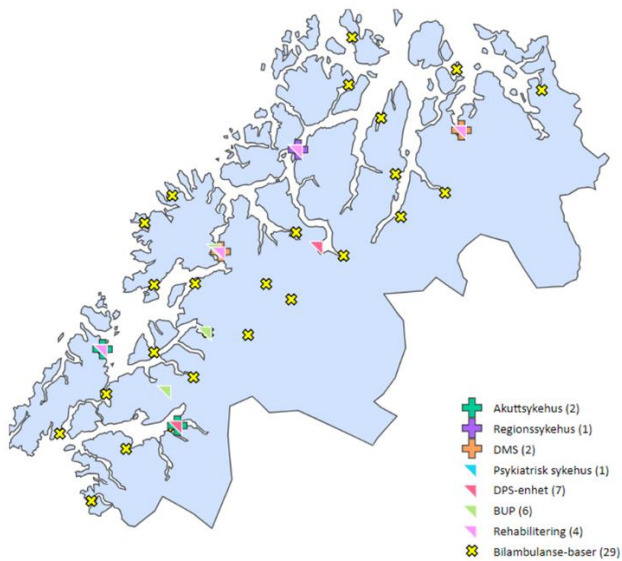 Akuttsykehus (2)
Regionssykehus (1)
DMS (2)
Psykiatrisk sykehus (1)
DPS-enhet (7)
BUP (6)
Rehabilitering (4)
Bilambulanse-baser (29)